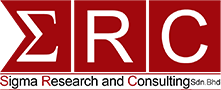 ΣRC
Sigma Research and Consulting Sdn.Bhd